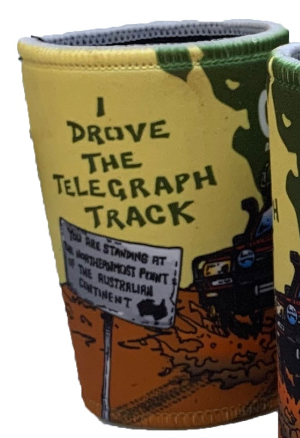 I
DROVE
THE
TELEGRAPH
TRACK
YOU ARE STANDING AT
THE NORTHERNMOST POINT
OF THE AUSTRALIAN
CONTINENT